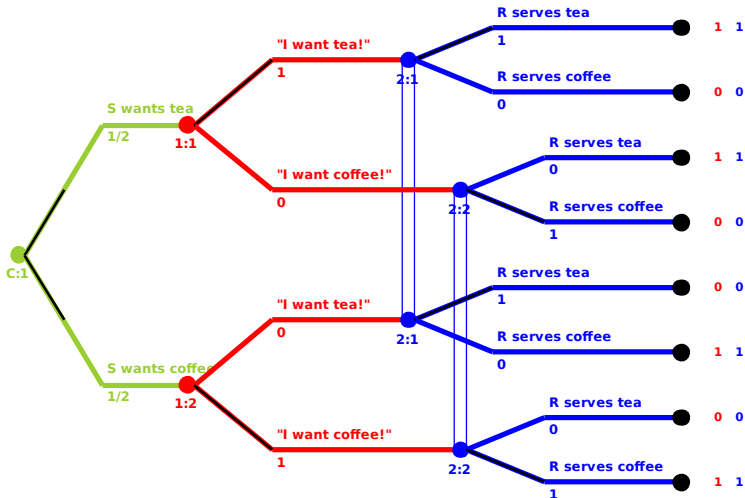 R serves tea
1
1 1
"I want tea!"
1
2:1
R serves coffee
0
0 0
S wants tea
1/2
1:1
R serves tea
0
1 1
"I want coffee!"
0
2:2
R serves coffee
1
0 0
C:1
R serves tea
1
0 0
"I want tea!"
0
2:1
R serves coffee
0
1 1
S wants coffee
1/2
1:2
R serves tea
0
0 0
"I want coffee!"
1
2:2
R serves coffee
1
1 1